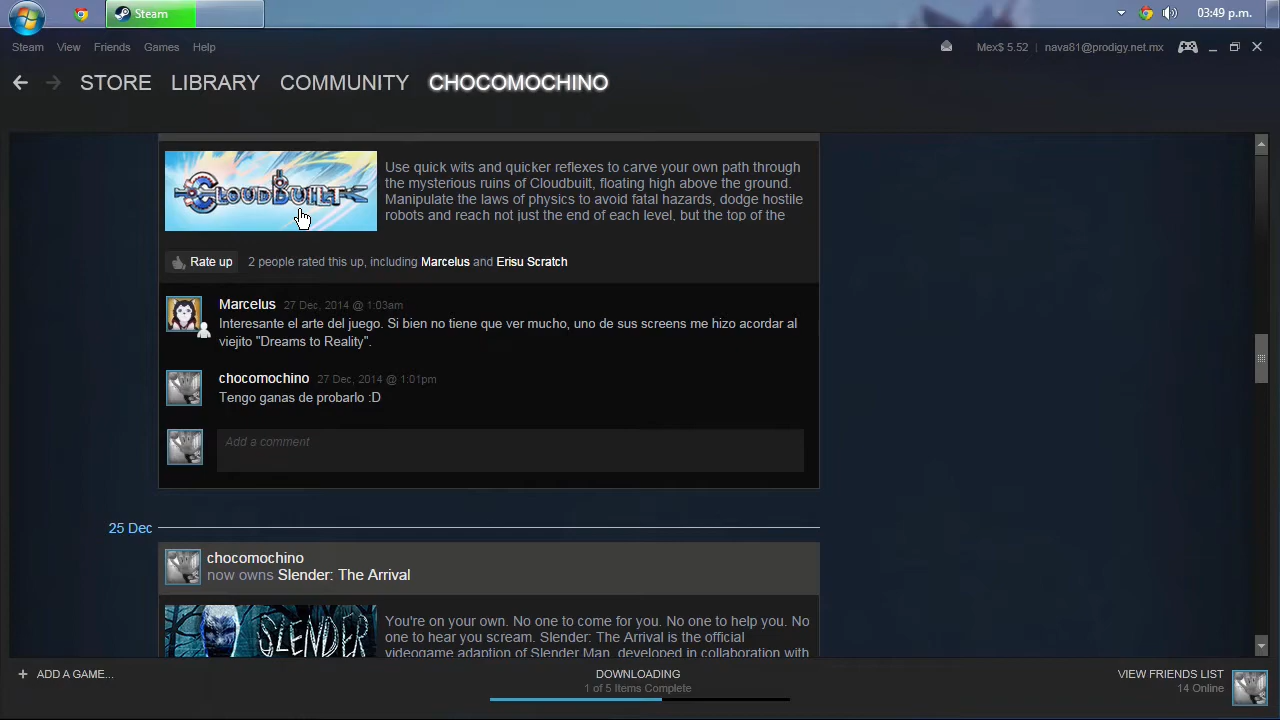 Steam
03:49 p.m.
Steam View Friends Games Help
Mex$ 5.52 nava81@prodigy.net.mx
STORE LIBRARY COMMUNITY CHOCOMOCHINO
CLOUDBUILT
Use quick wits and quicker reflexes to carve your own path through
the mysterious ruins of Cloudbuilt, floating high above the ground.
Manipulate the laws of physics to avoid fatal hazards, dodge hostile
robots and reach not just the end of each level, but the top of the
Rate up 2 people rated this up, including Marcelus and Erisu Scratch
Marcelus 27 Dec, 2014 @ 1:03am
Interesante el arte del juego. Si bien no tiene que ver mucho, uno de sus screens me hizo acordar al
viejito "Dreams to Reality".
chocomochino 27 Dec, 2014 @ 1:01pm
Tengo ganas de probarlo :D
Add a comment
25 Dec
chocomochino
now owns Slender: The Arrival
SLENDER
You're on your own. No one to come for you. No one to help you. No
one to hear you scream. Slender: The Arrival is the official
videogame adaption of Slender Man, developed in collaboration with
+ ADD A GAME...
DOWNLOADING
1 of 5 Items Complete
VIEW FRIENDS LIST
14 Online